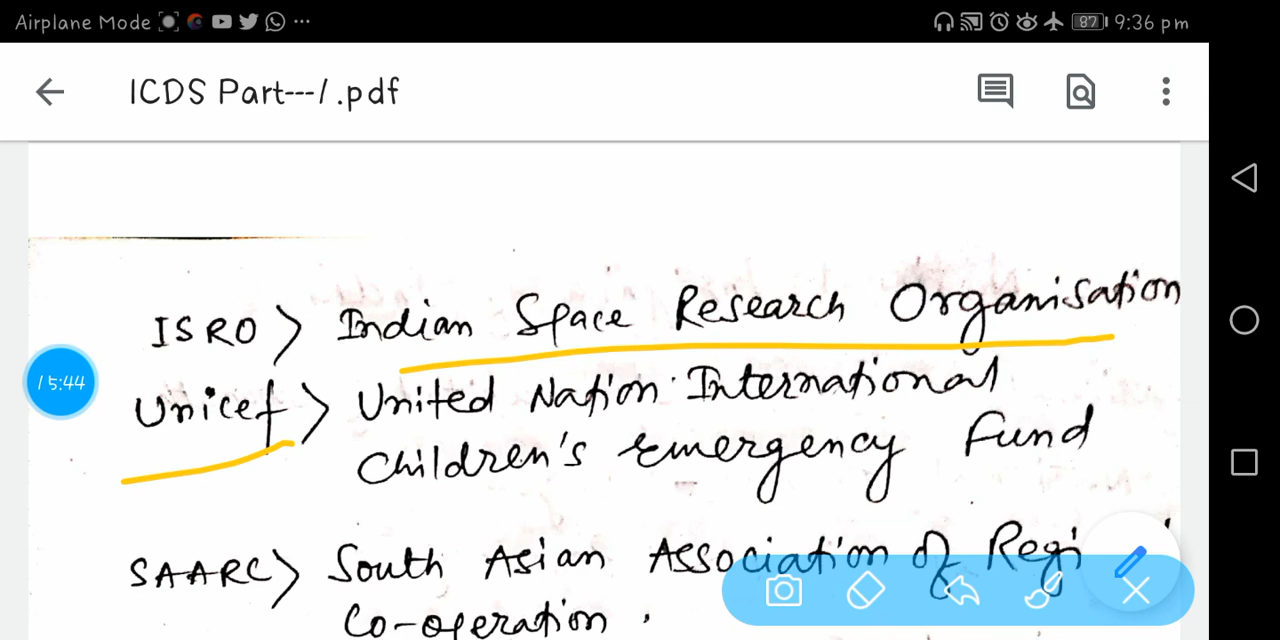 Airplane Mode ... 87 9:36 pm
ICDS Part---1 .pdf
ISRO > Indian Space Research Organisation
15:44
Unicef > United Nation International
Children's Emergency Fund
SAARC > South Asian Association of
Co-operation.